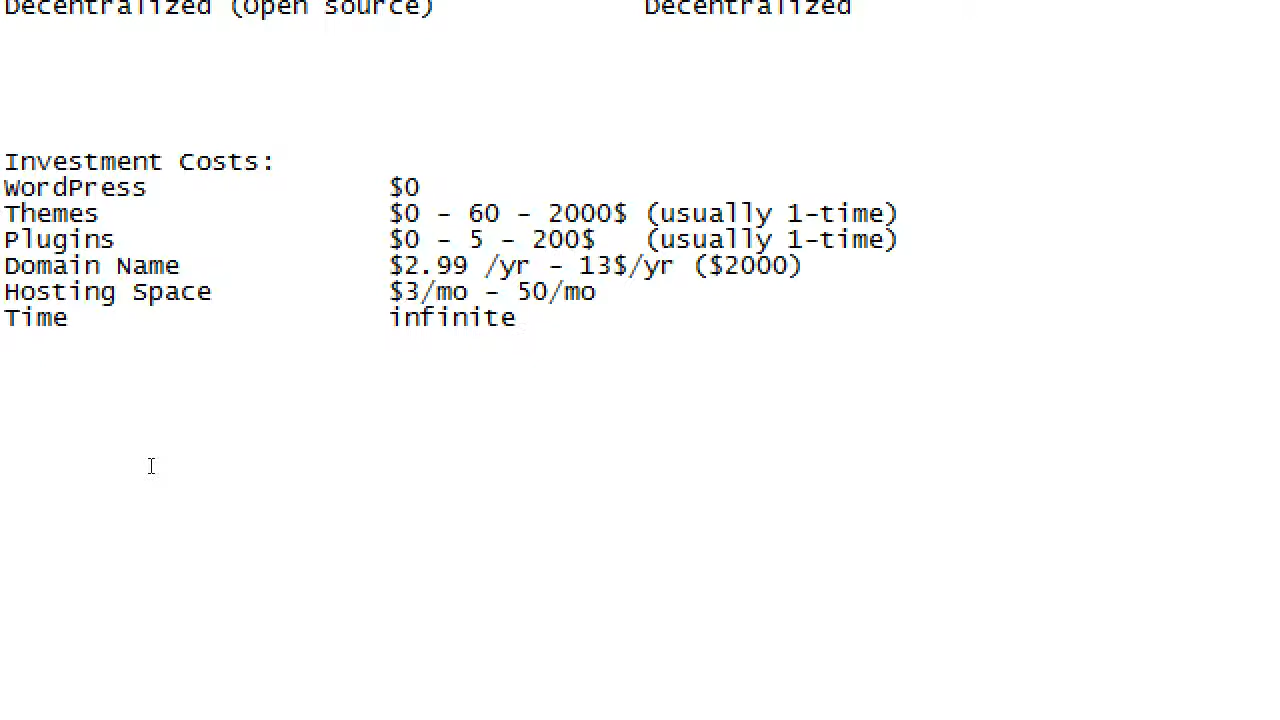 Decentralized (Open source) Decentralized
Investment Costs:
WordPress $0
Themes $0 - 60 - 2000$ (usually 1-time)
Plugins $0 - 5 - 200$ (usually 1-time)
Domain Name $2.99 /yr - 13$/yr ($2000)
Hosting Space $3/mo - 50/mo
Time infinite